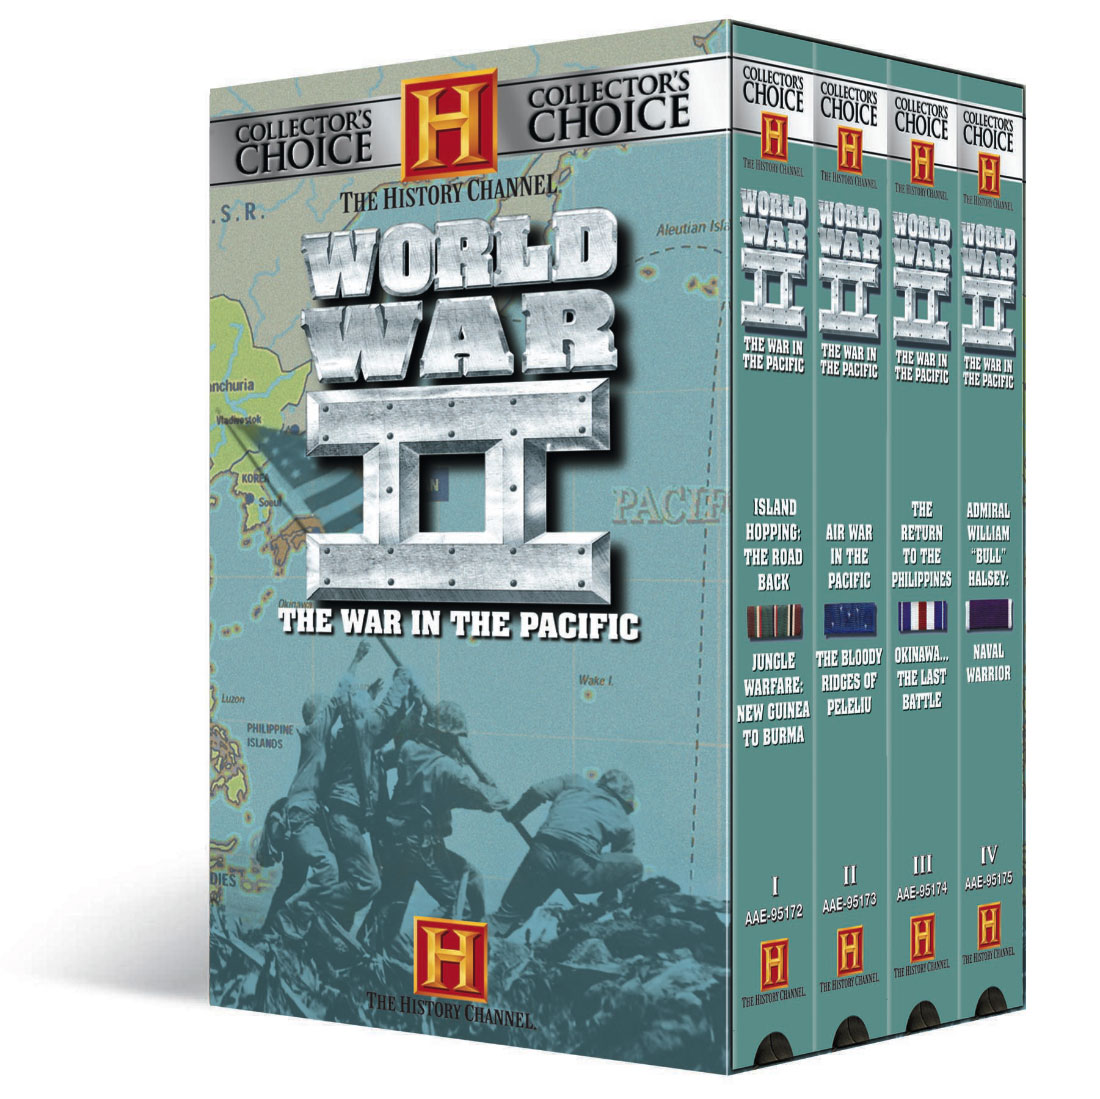 COLLECTOR'S
CHOICE
H
COLLECTOR'S
CHOICE
THE HISTORY CHANNEL.
.S.R.
Aleutian Isla
WORLD
WAR
II
anchuria
Vladivostok
KOREA
Seoul
N
PACIF
Okinawa
THE WAR IN THE PACIFIC
Wake I.
Luzon
PHILIPPINE
ISLANDS
DIES
H
THE HISTORY CHANNEL.
COLLECTOR'S
CHOICE
H
THE HISTORY CHANNEL.
WORLD
WAR
II
THE WAR IN
THE PACIFIC
ISLAND
HOPPING:
THE ROAD
BACK
JUNGLE
WARFARE:
NEW GUINEA
TO BURMA
I
AAE-95172
H
THE HISTORY CHANNEL.
COLLECTOR'S
CHOICE
H
THE HISTORY CHANNEL.
WORLD
WAR
II
THE WAR IN
THE PACIFIC
AIR WAR
IN THE
PACIFIC
THE BLOODY
RIDGES OF
PELELIU
II
AAE-95173
H
THE HISTORY CHANNEL.
COLLECTOR'S
CHOICE
H
THE HISTORY CHANNEL.
WORLD
WAR
II
THE WAR IN
THE PACIFIC
THE
RETURN
TO THE
PHILIPPINES
OKINAWA...
THE LAST
BATTLE
III
AAE-95174
H
THE HISTORY CHANNEL.
COLLECTOR'S
CHOICE
H
THE HISTORY CHANNEL.
WORLD
WAR
II
THE WAR IN
THE PACIFIC
ADMIRAL
WILLIAM
"BULL"
HALSEY:
NAVAL
WARRIOR
IV
AAE-95175
H
THE HISTORY CHANNEL.